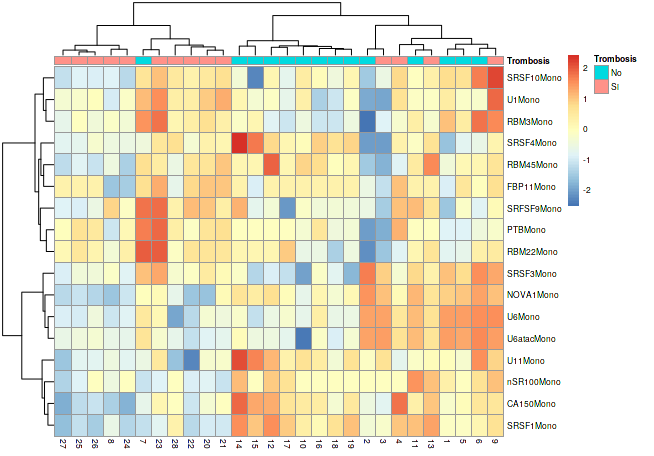 Trombosis
SRSF10Mono
U1Mono
RBM3Mono
SRSF4Mono
RBM45Mono
FBP11Mono
SRFSF9Mono
PTBMono
RBM22Mono
SRSF3Mono
NOVA1Mono
U6Mono
U6atacMono
U11Mono
nSR100Mono
CA150Mono
SRSF1Mono
27 25 26 8 24 7 23 28 22 20 21 14 15 12 17 10 16 18 19 2 3 4 11 13 1 5 6 9
2
1
0
-1
-2
Trombosis
No
SI